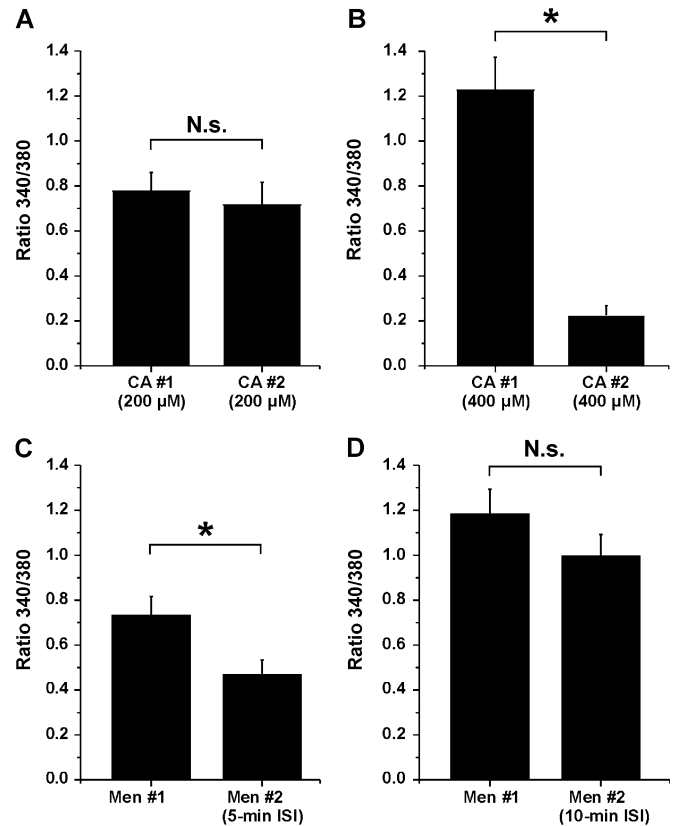 A
Ratio 340/380
1.4
1.2
1.0
0.8
0.6
0.4
0.2
0.0
N.s.
CA #1 CA #2
(200 µM) (200 µM)
B
Ratio 340/380
1.4
1.2
1.0
0.8
0.6
0.4
0.2
0.0
*
CA #1 CA #2
(400 µM) (400 µM)
C
Ratio 340/380
1.4
1.2
1.0
0.8
0.6
0.4
0.2
0.0
*
Men #1 Men #2
(5-min ISI)
D
Ratio 340/380
1.4
1.2
1.0
0.8
0.6
0.4
0.2
0.0
N.s.
Men #1 Men #2
(10-min ISI)